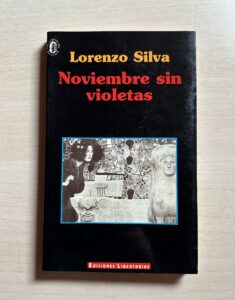 Lorenzo Silva
Noviembre sin
violetas
EDICIONES LIBERTARIAS